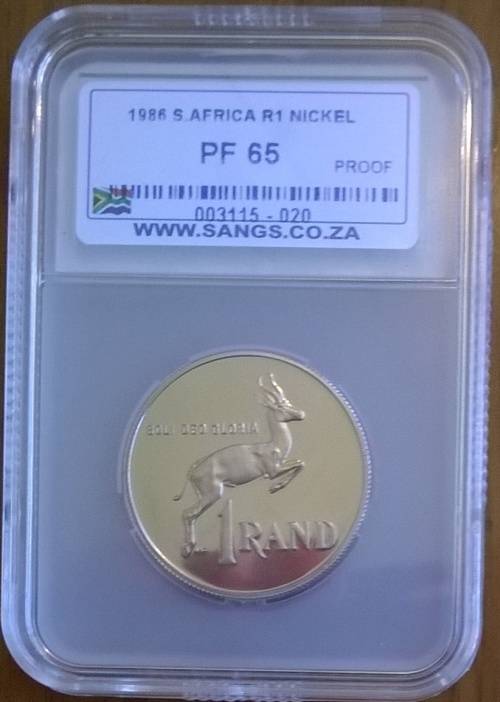 1986 S.AFRICA R1 NICKEL
PF 65
PROOF
003115 - 020
WWW.SANGS.CO.ZA
SOLI DEO GLORIA
1 RAND